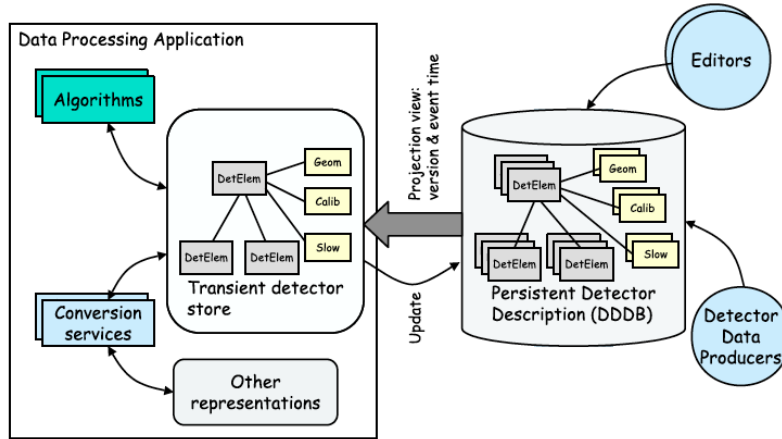 Data Processing Application
Algorithms
Geom
DetElem
Calib
Slow
DetElem
DetElem
Transient detector
store
Conversion
services
Other
representations
Projection view:
version & event time
Update
Editors
Geom
DetElem
Calib
Slow
DetElem
DetElem
Persistent Detector
Description (DDDB)
Detector
Data
Producers